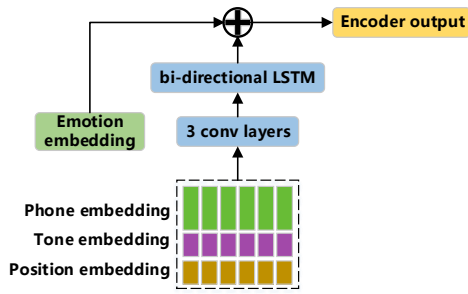 Encoder output
bi-directional LSTM
Emotion
embedding
3 conv layers
Phone embedding
Tone embedding
Position embedding